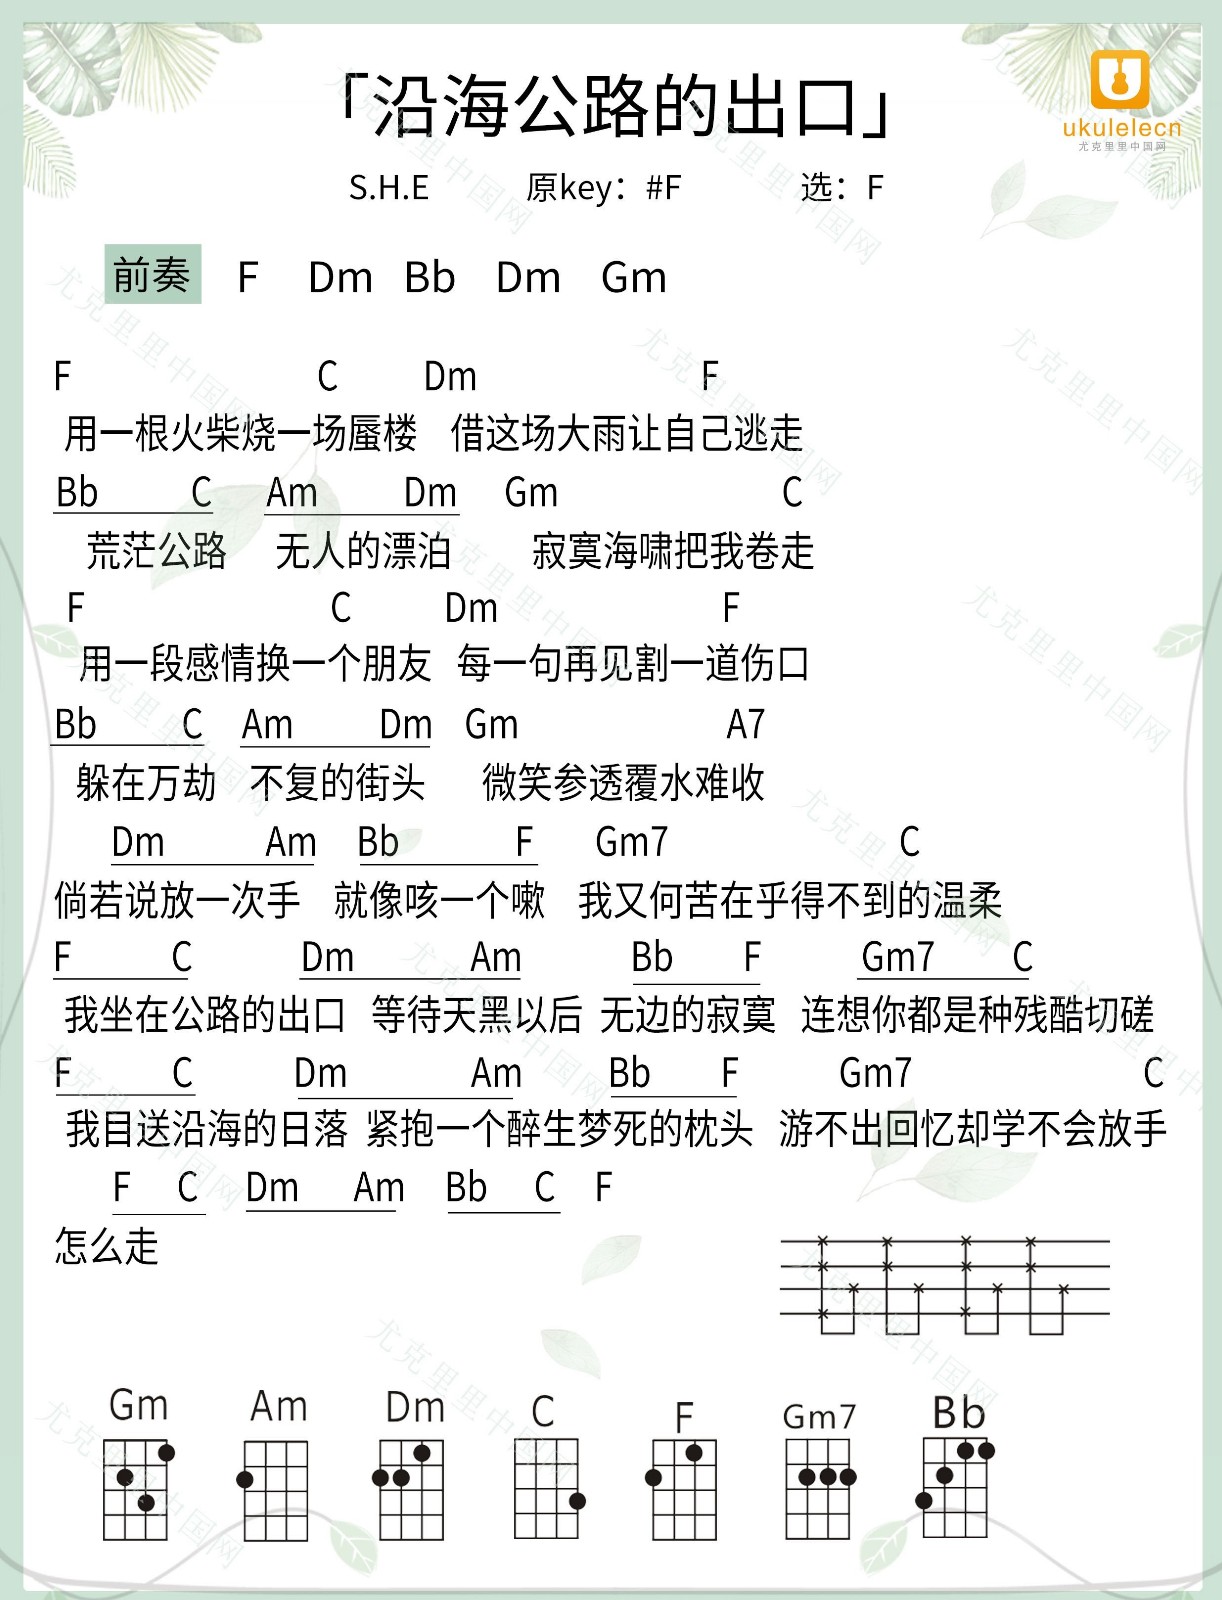 「沿海公路的出口」
ukulelecn
尤克里里中国网
S.H.E 原key：#F 选：F
前奏 F Dm Bb Dm Gm
F C Dm F
用一根火柴烧一场蜃楼 借这场大雨让自己逃走
Bb C Am Dm Gm C
荒茫公路 无人的漂泊 寂寞海啸把我卷走
F C Dm F
用一段感情换一个朋友 每一句再见割一道伤口
Bb C Am Dm Gm A7
躲在万劫 不复的街头 微笑参透覆水难收
Dm Am Bb F Gm7 C
倘若说放一次手 就像咳一个嗽 我又何苦在乎得不到的温柔
F C Dm Am Bb F Gm7 C
我坐在公路的出口 等待天黑以后 无边的寂寞 连想你都是种残酷切磋
F C Dm Am Bb F Gm7 C
我目送沿海的日落 紧抱一个醉生梦死的枕头 游不出回忆却学不会放手
F C Dm Am Bb C F
怎么走
Gm Am Dm C F Gm7 Bb